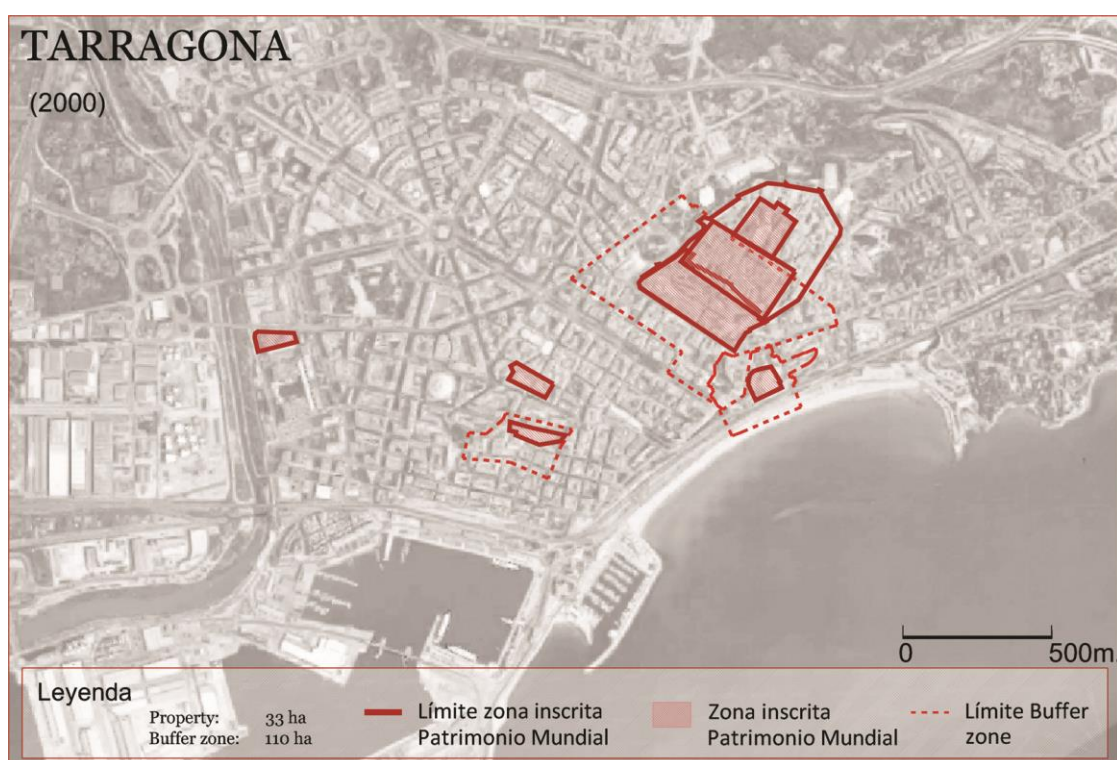 TARRAGONA
(2000)
0 500m
Leyenda
Property: 33 ha
Buffer zone: 110 ha
Límite zona inscrita
Patrimonio Mundial
Zona inscrita
Patrimonio Mundial
Límite Buffer
zone